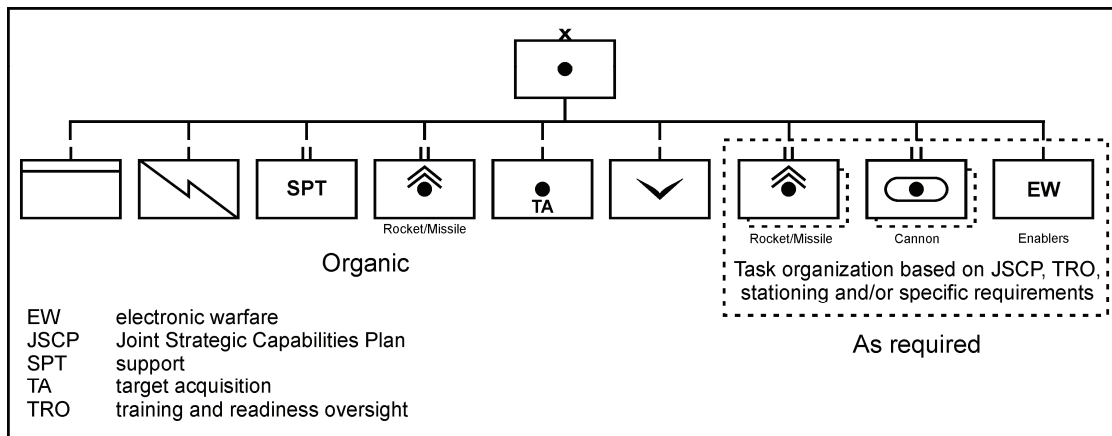 x
SPT
TA
EW
Rocket/Missile
Rocket/Missile
Cannon
Enablers
Organic
Task organization based on JSCP, TRO,
stationing and/or specific requirements
As required
EW electronic warfare
JSCP Joint Strategic Capabilities Plan
SPT support
TA target acquisition
TRO training and readiness oversight